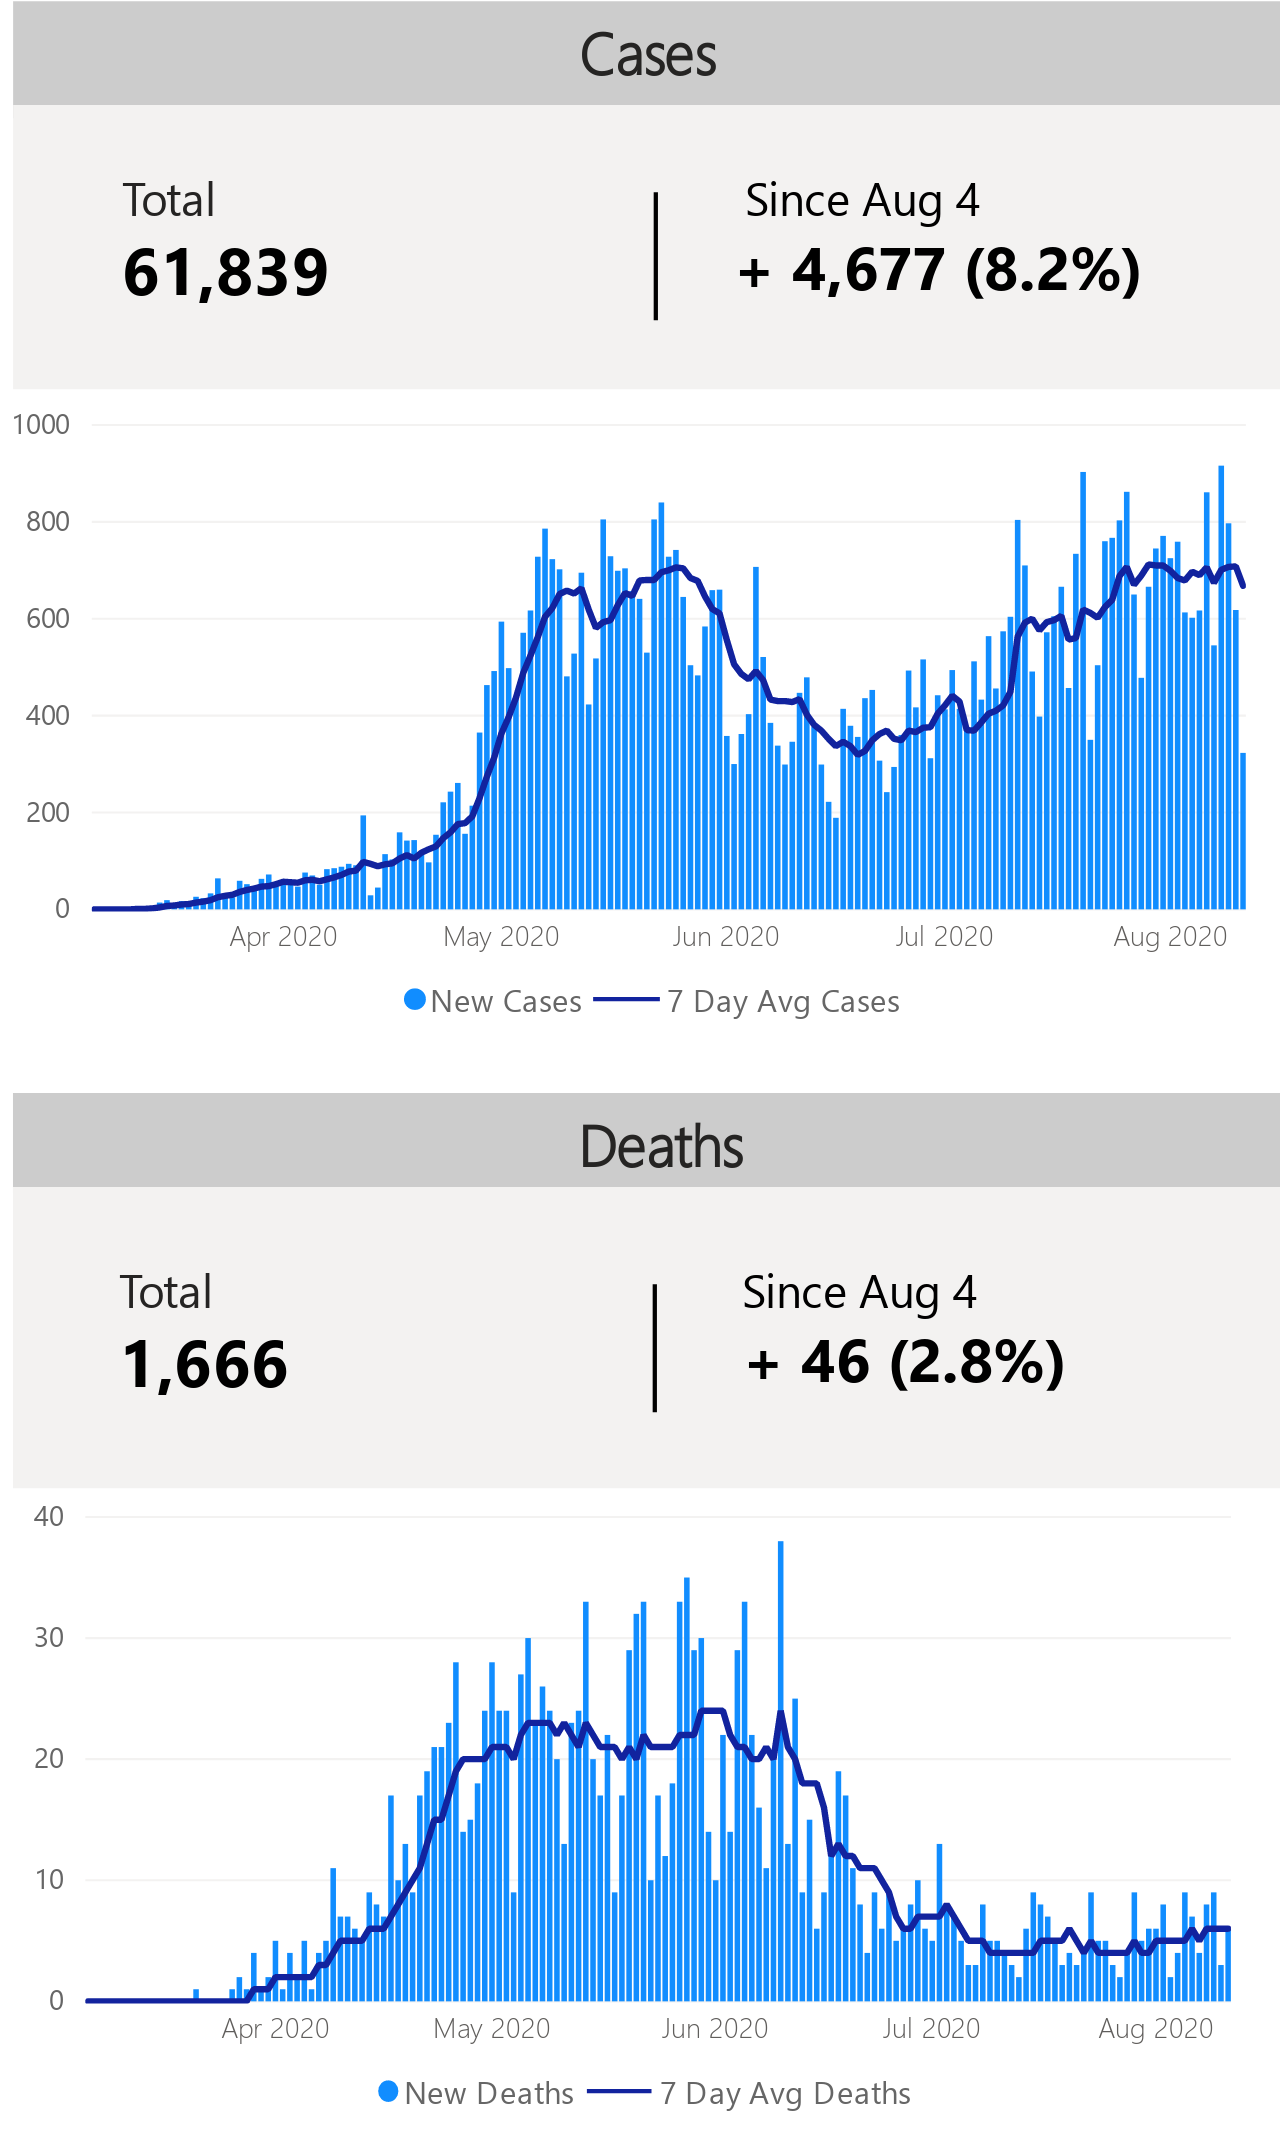 Cases
Total
Since Aug 4
61,839
+ 4,677 (8.2%)
1000
800
600
400
200
0
Apr 2020
May 2020
Jun 2020
Jul 2020
Aug 2020
New Cases
7 Day Avg Cases
Deaths
Total
Since Aug 4
1,666
+ 46 (2.8%)
40
30
20
10
0
Apr 2020
May 2020
Jun 2020
Jul 2020
Aug 2020
New Deaths
7 Day Avg Deaths